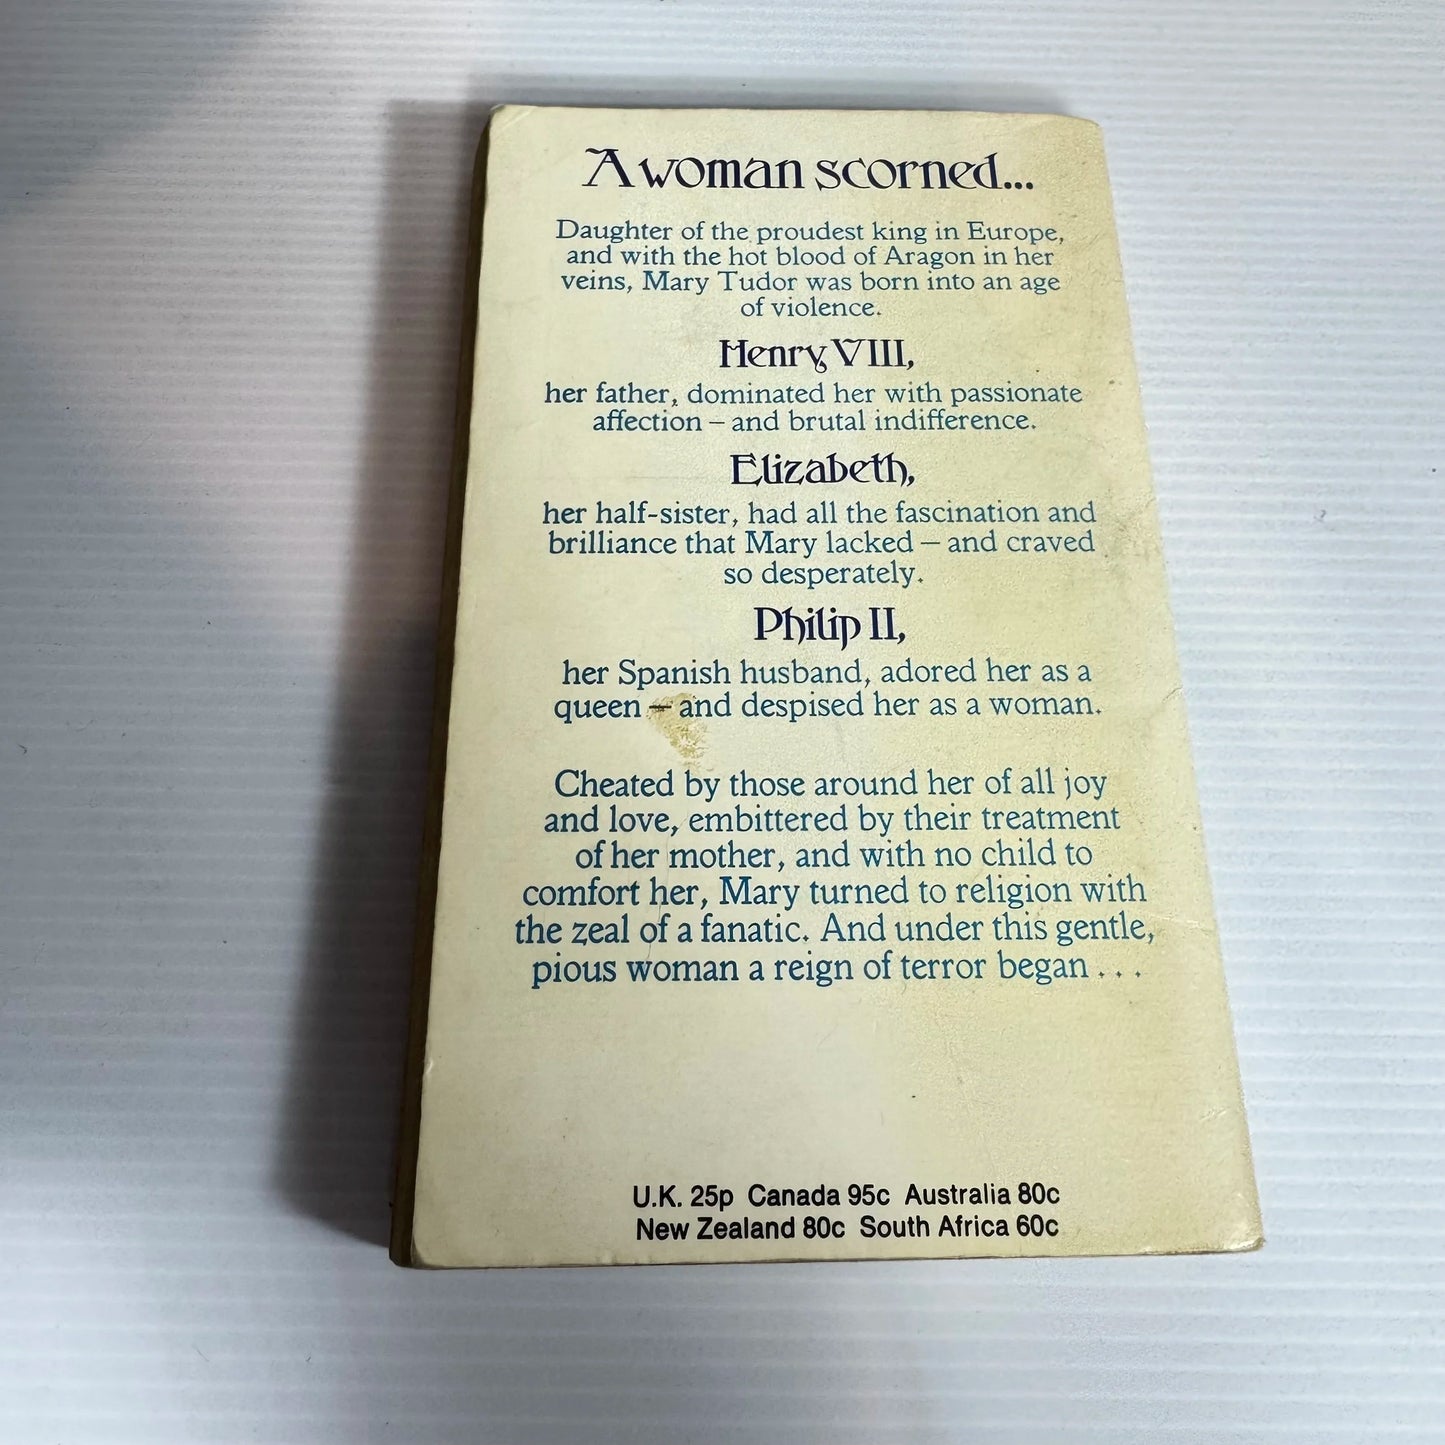 A woman scorned...
Daughter of the proudest king in Europe,
and with the hot blood of Aragon in her
veins, Mary Tudor was born into an age
of violence.
Henry VIII,
her father, dominated her with passionate
affection – and brutal indifference.
Elizabeth,
her half-sister, had all the fascination and
brilliance that Mary lacked – and craved
so desperately.
Philip II,
her Spanish husband, adored her as a
queen – and despised her as a woman.
Cheated by those around her of all joy
and love, embittered by their treatment
of her mother, and with no child to
comfort her, Mary turned to religion with
the zeal of a fanatic. And under this gentle,
pious woman a reign of terror began . . .
U.K. 25p Canada 95c Australia 80c
New Zealand 80c South Africa 60c